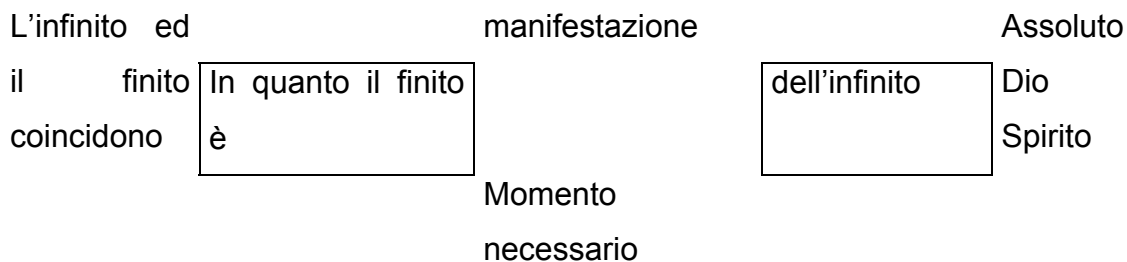 L’infinito ed
il finito
coincidono
In quanto il finito
è
manifestazione
Momento
necessario
dell’infinito
Assoluto
Dio
Spirito